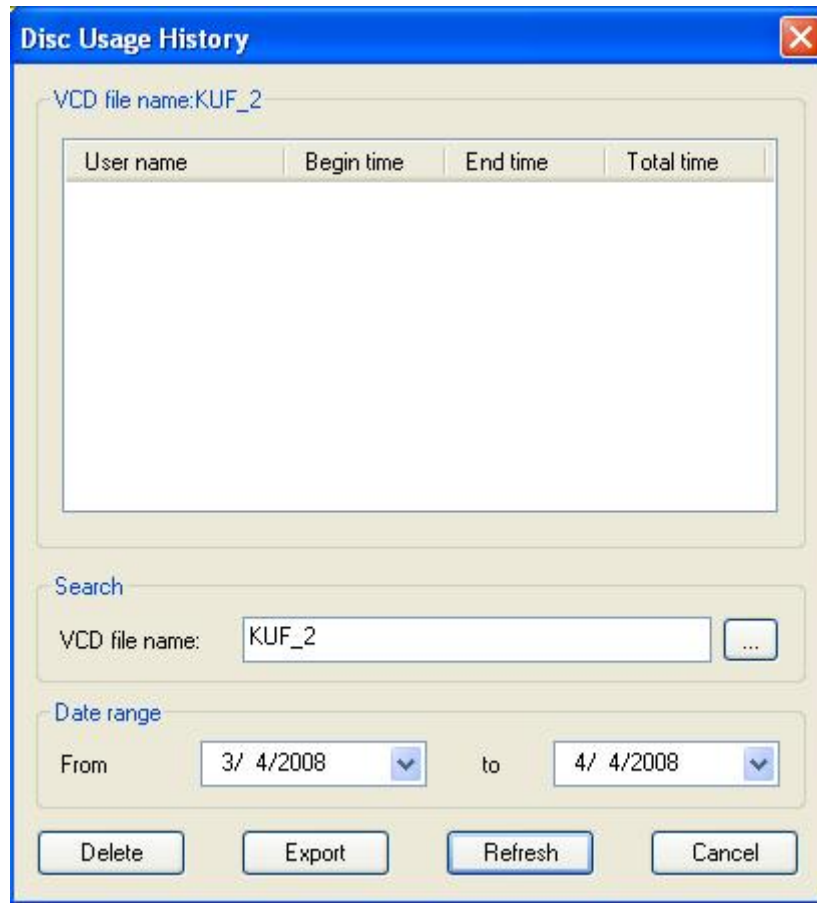 Disc Usage History
VCD file name:KUF_2
User name Begin time End time Total time
Search
VCD file name: KUF_2 ...
Date range
From 3/ 4/2008 to 4/ 4/2008
Delete Export Refresh Cancel